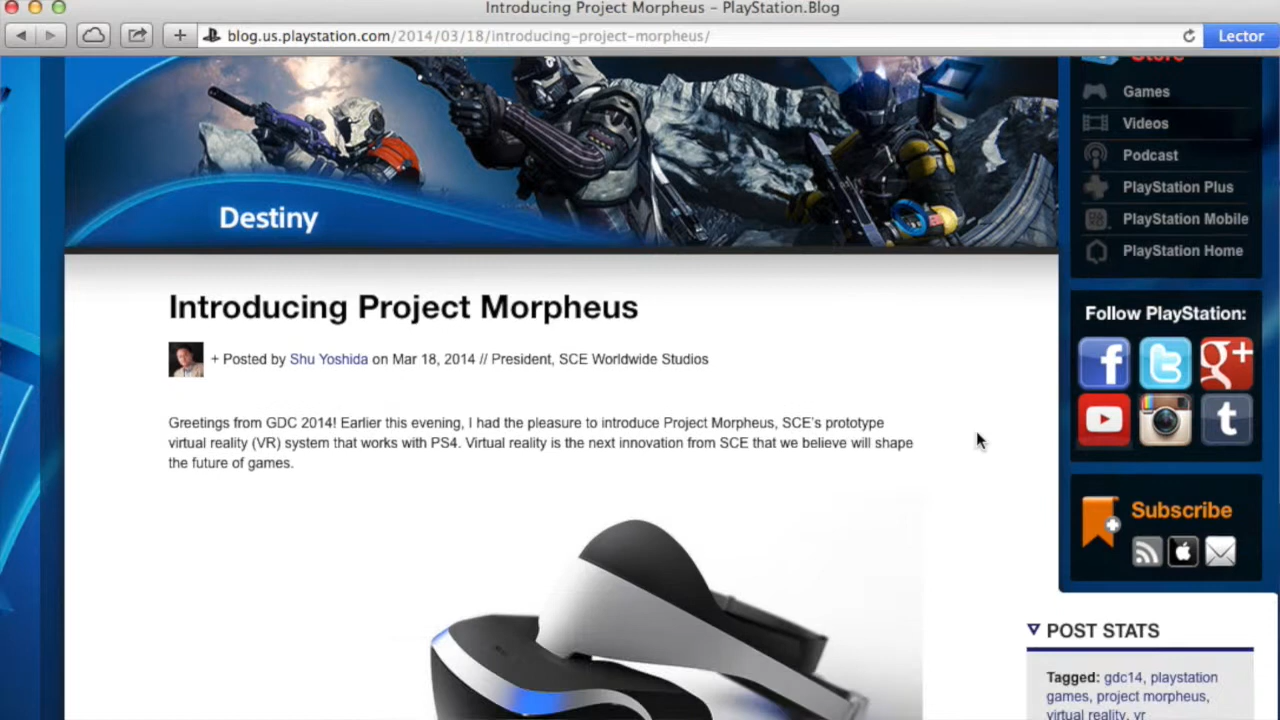 Introducing Project Morpheus – PlayStation.Blog
blog.us.playstation.com/2014/03/18/introducing-project-morpheus/
Lector
Destiny
Introducing Project Morpheus
+ Posted by Shu Yoshida on Mar 18, 2014 // President, SCE Worldwide Studios
Greetings from GDC 2014! Earlier this evening, I had the pleasure to introduce Project Morpheus, SCE's prototype
virtual reality (VR) system that works with PS4. Virtual reality is the next innovation from SCE that we believe will shape
the future of games.
Store
Games
Videos
Podcast
PlayStation Plus
PlayStation Mobile
PlayStation Home
Follow PlayStation:
Subscribe
POST STATS
Tagged: gdc14, playstation
games, project morpheus,
virtual reality, vr